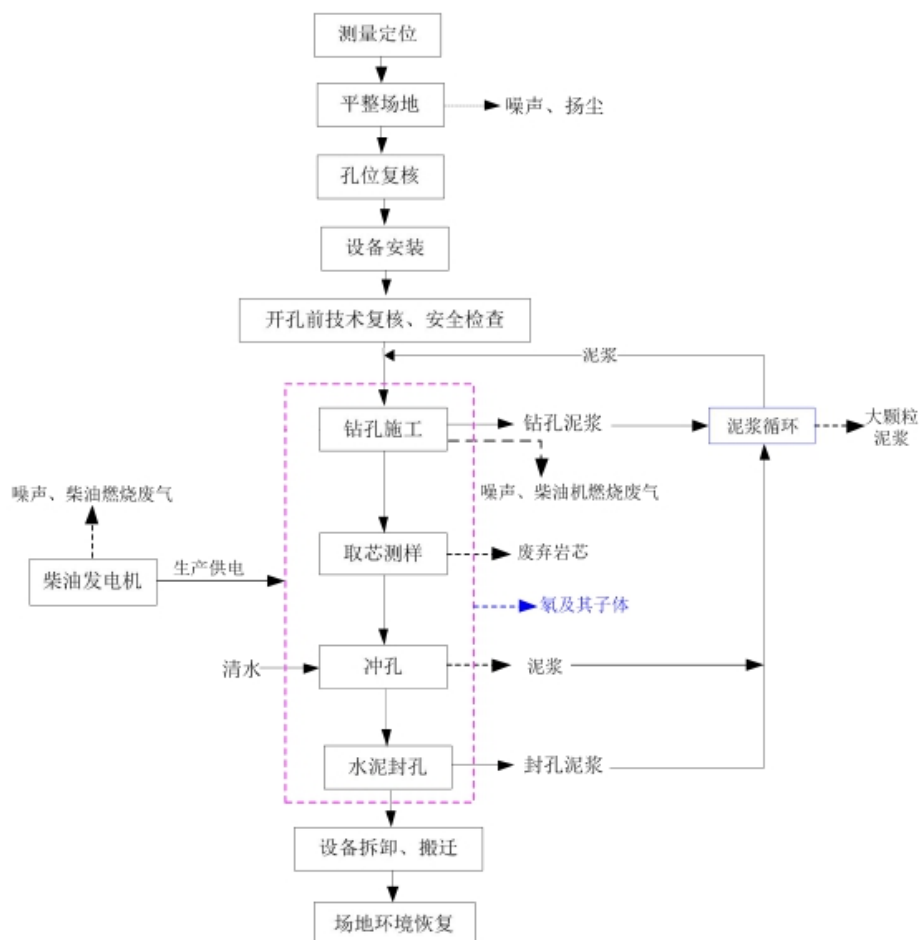 测量定位
平整场地
噪声、扬尘
孔位复核
设备安装
开孔前技术复核、安全检查
泥浆
钻孔施工
钻孔泥浆
泥浆循环
大颗粒
泥浆
噪声、柴油机燃烧废气
噪声、柴油燃烧废气
柴油发电机
生产供电
取芯测样
废弃岩芯
氡及其子体
清水
冲孔
泥浆
水泥封孔
封孔泥浆
设备拆卸、搬迁
场地环境恢复